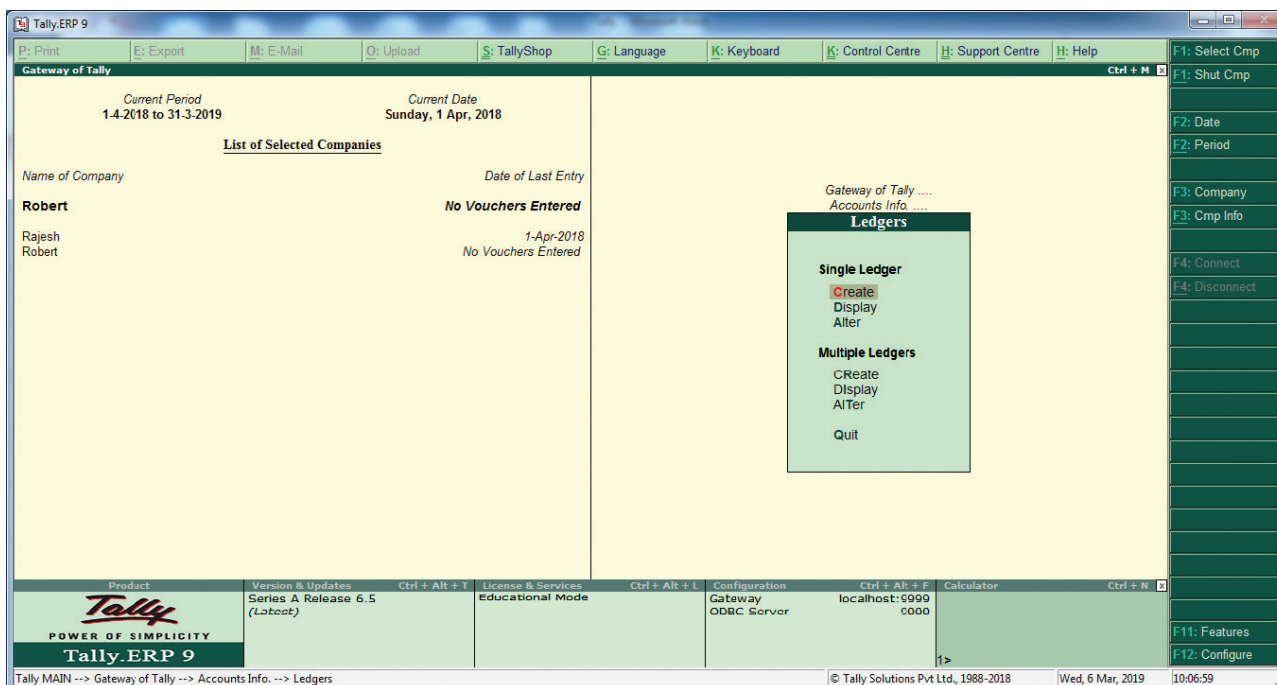 Tally.ERP 9
P: Print E: Export M: E-Mail O: Upload S: TallyShop G: Language K: Keyboard K: Control Centre H: Support Centre H: Help
Gateway of Tally Ctrl + M x
Current Period Current Date
1-4-2018 to 31-3-2019 Sunday, 1 Apr, 2018
List of Selected Companies
Name of Company Date of Last Entry
Robert No Vouchers Entered
Rajesh 1-Apr-2018
Robert No Vouchers Entered
Gateway of Tally ....
Accounts Info. ....
Ledgers
Single Ledger
Create
Display
Alter
Multiple Ledgers
CReate
DIsplay
AlTer
Quit
F1: Select Cmp
F1: Shut Cmp
F2: Date
F2: Period
F3: Company
F3: Cmp Info
F4: Connect
F4: Disconnect
F11: Features
F12: Configure
Product
Tally
POWER OF SIMPLICITY
Tally.ERP 9
Version & Updates Ctrl + Alt + T
Series A Release 6.5
(Latest)
License & Services Ctrl + Alt + L
Educational Mode
Configuration Ctrl + Alt + F
Gateway localhost:9999
ODBC Server 9000
Calculator Ctrl + N x
1>
Tally MAIN --> Gateway of Tally --> Accounts Info. --> Ledgers © Tally Solutions Pvt Ltd., 1988-2018 Wed, 6 Mar, 2019 10:06:59